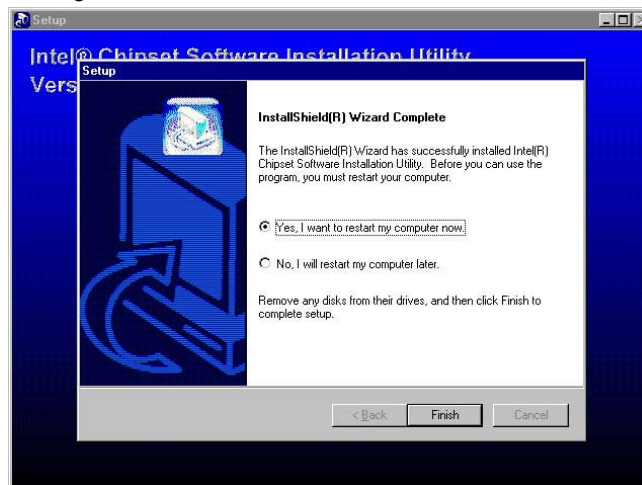 Setup
Intel® Chipset Software Installation Utility
Vers
Setup
InstallShield(R) Wizard Complete
The InstallShield(R) Wizard has successfully installed Intel(R)
Chipset Software Installation Utility. Before you can use the
program, you must restart your computer.
Yes, I want to restart my computer now.
No, I will restart my computer later.
Remove any disks from their drives, and then click Finish to
complete setup.
< Back
Finish
Cancel